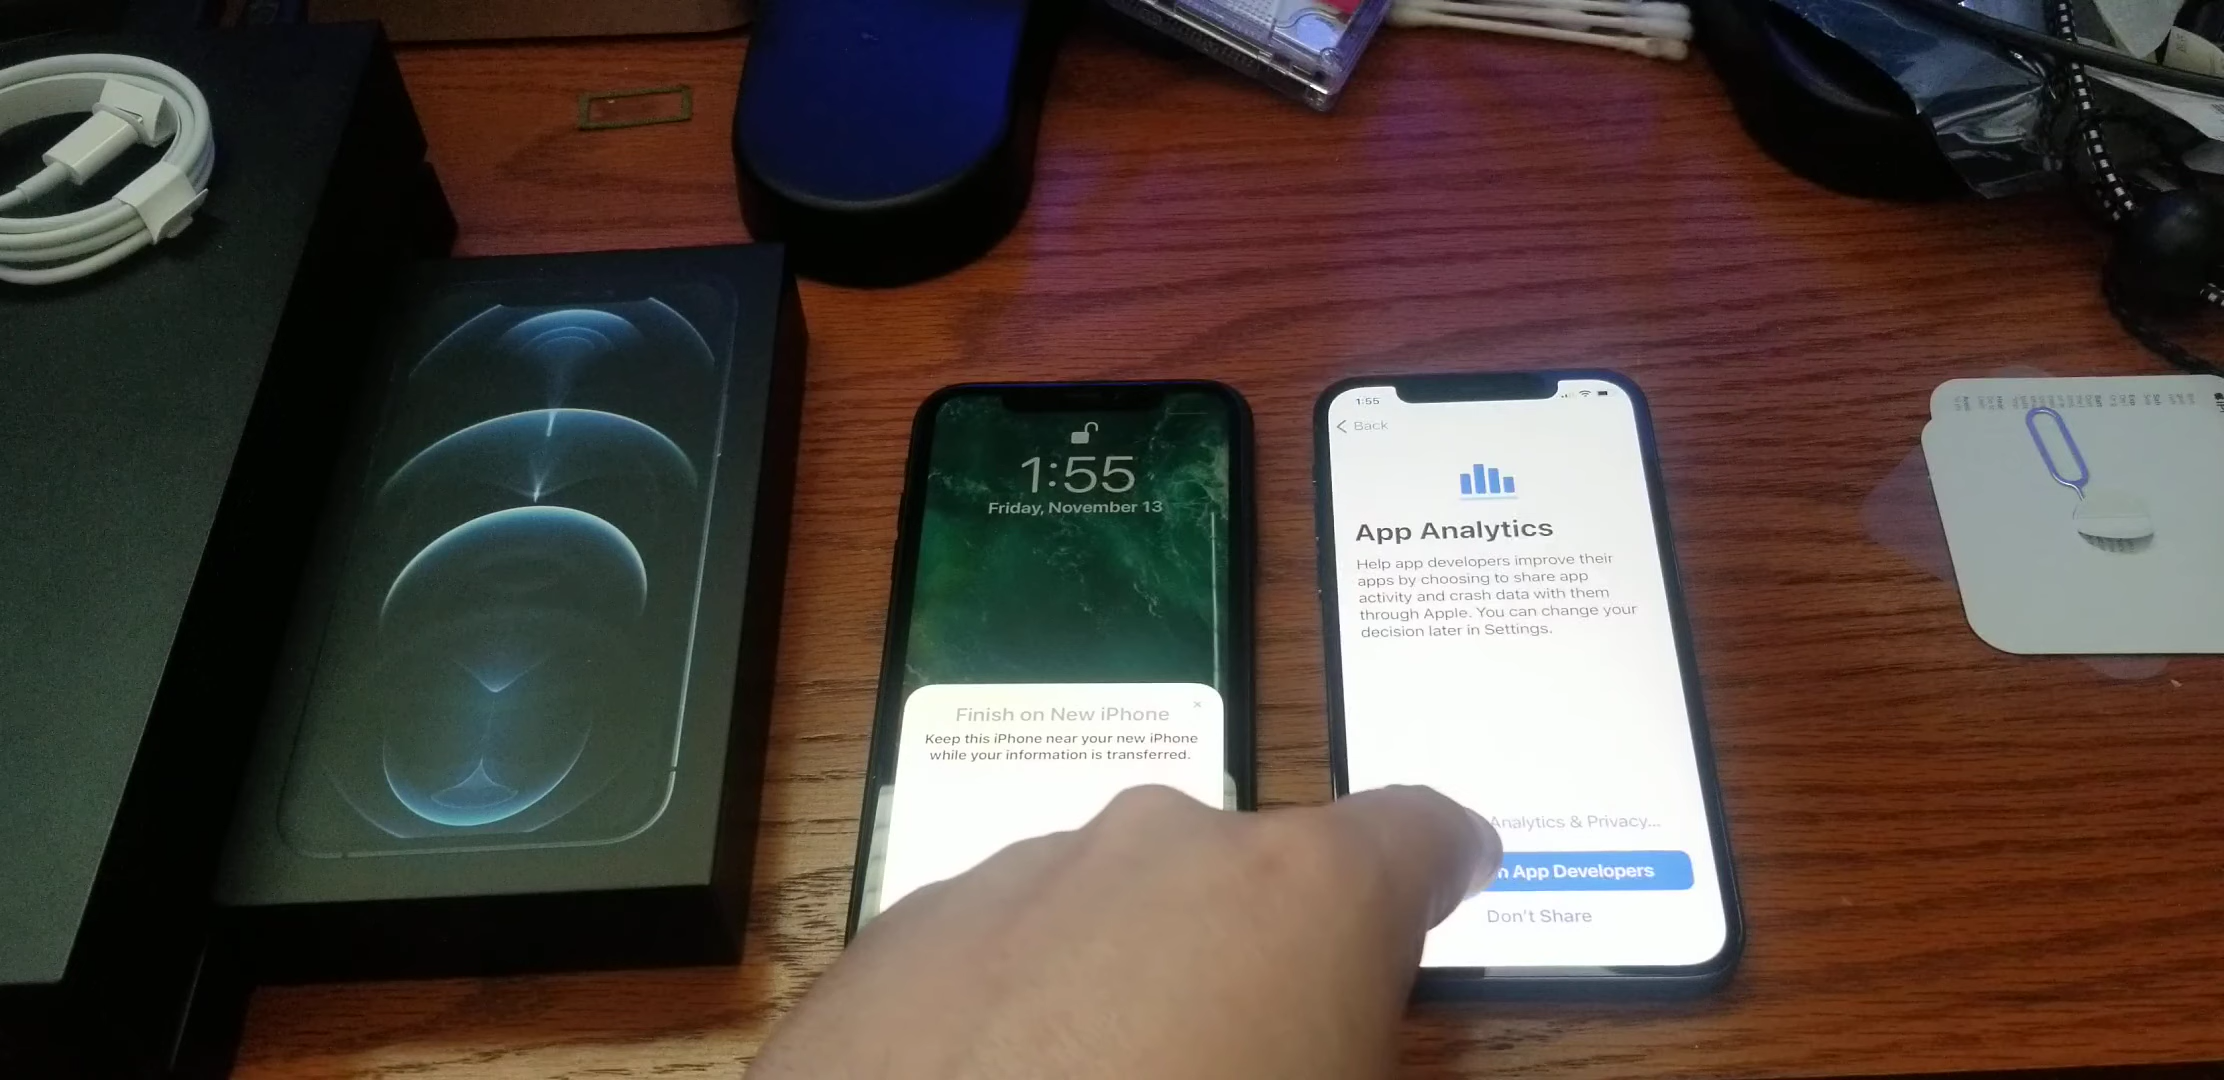 1:55
Friday, November 13
Finish on New iPhone
×
Keep this iPhone near your new iPhone
while your information is transferred.
1:55
Back
App Analytics
Help app developers improve their
apps by choosing to share app
activity and crash data with them
through Apple. You can change your
decision later in Settings.
Analytics & Privacy...
App Developers
Don't Share